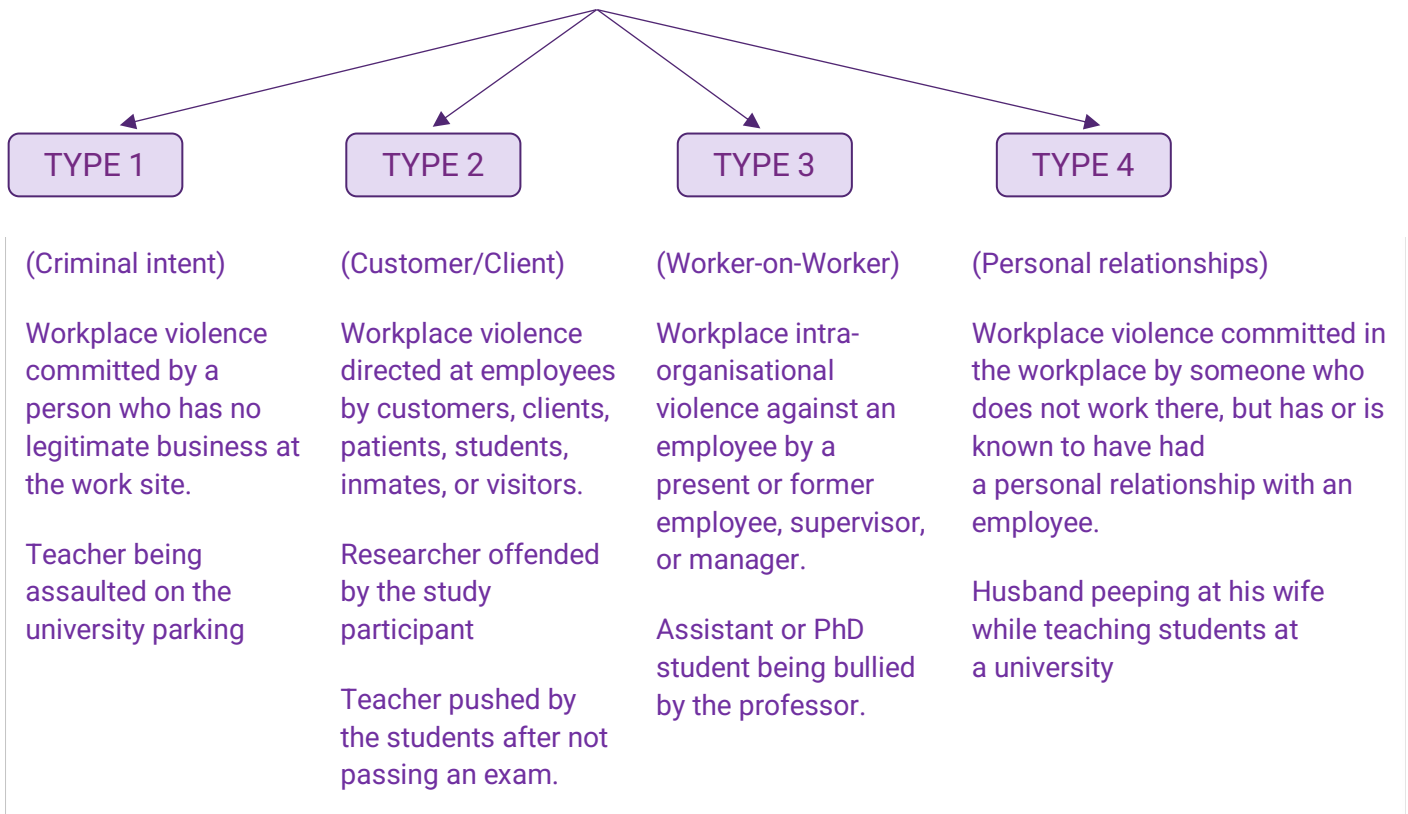 TYPE 1
TYPE 2
TYPE 3
TYPE 4
(Criminal intent)
Workplace violence
committed by a
person who has no
legitimate business at
the work site.
Teacher being
assaulted on the
university parking
(Customer/Client)
Workplace violence
directed at employees
by customers, clients,
patients, students,
inmates, or visitors.
Researcher offended
by the study
participant
Teacher pushed by
the students after not
passing an exam.
(Worker-on-Worker)
Workplace intra-
organisational
violence against an
employee by a
present or former
employee, supervisor,
or manager.
Assistant or PhD
student being bullied
by the professor.
(Personal relationships)
Workplace violence committed in
the workplace by someone who
does not work there, but has or is
known to have had
a personal relationship with an
employee.
Husband peeping at his wife
while teaching students at
a university